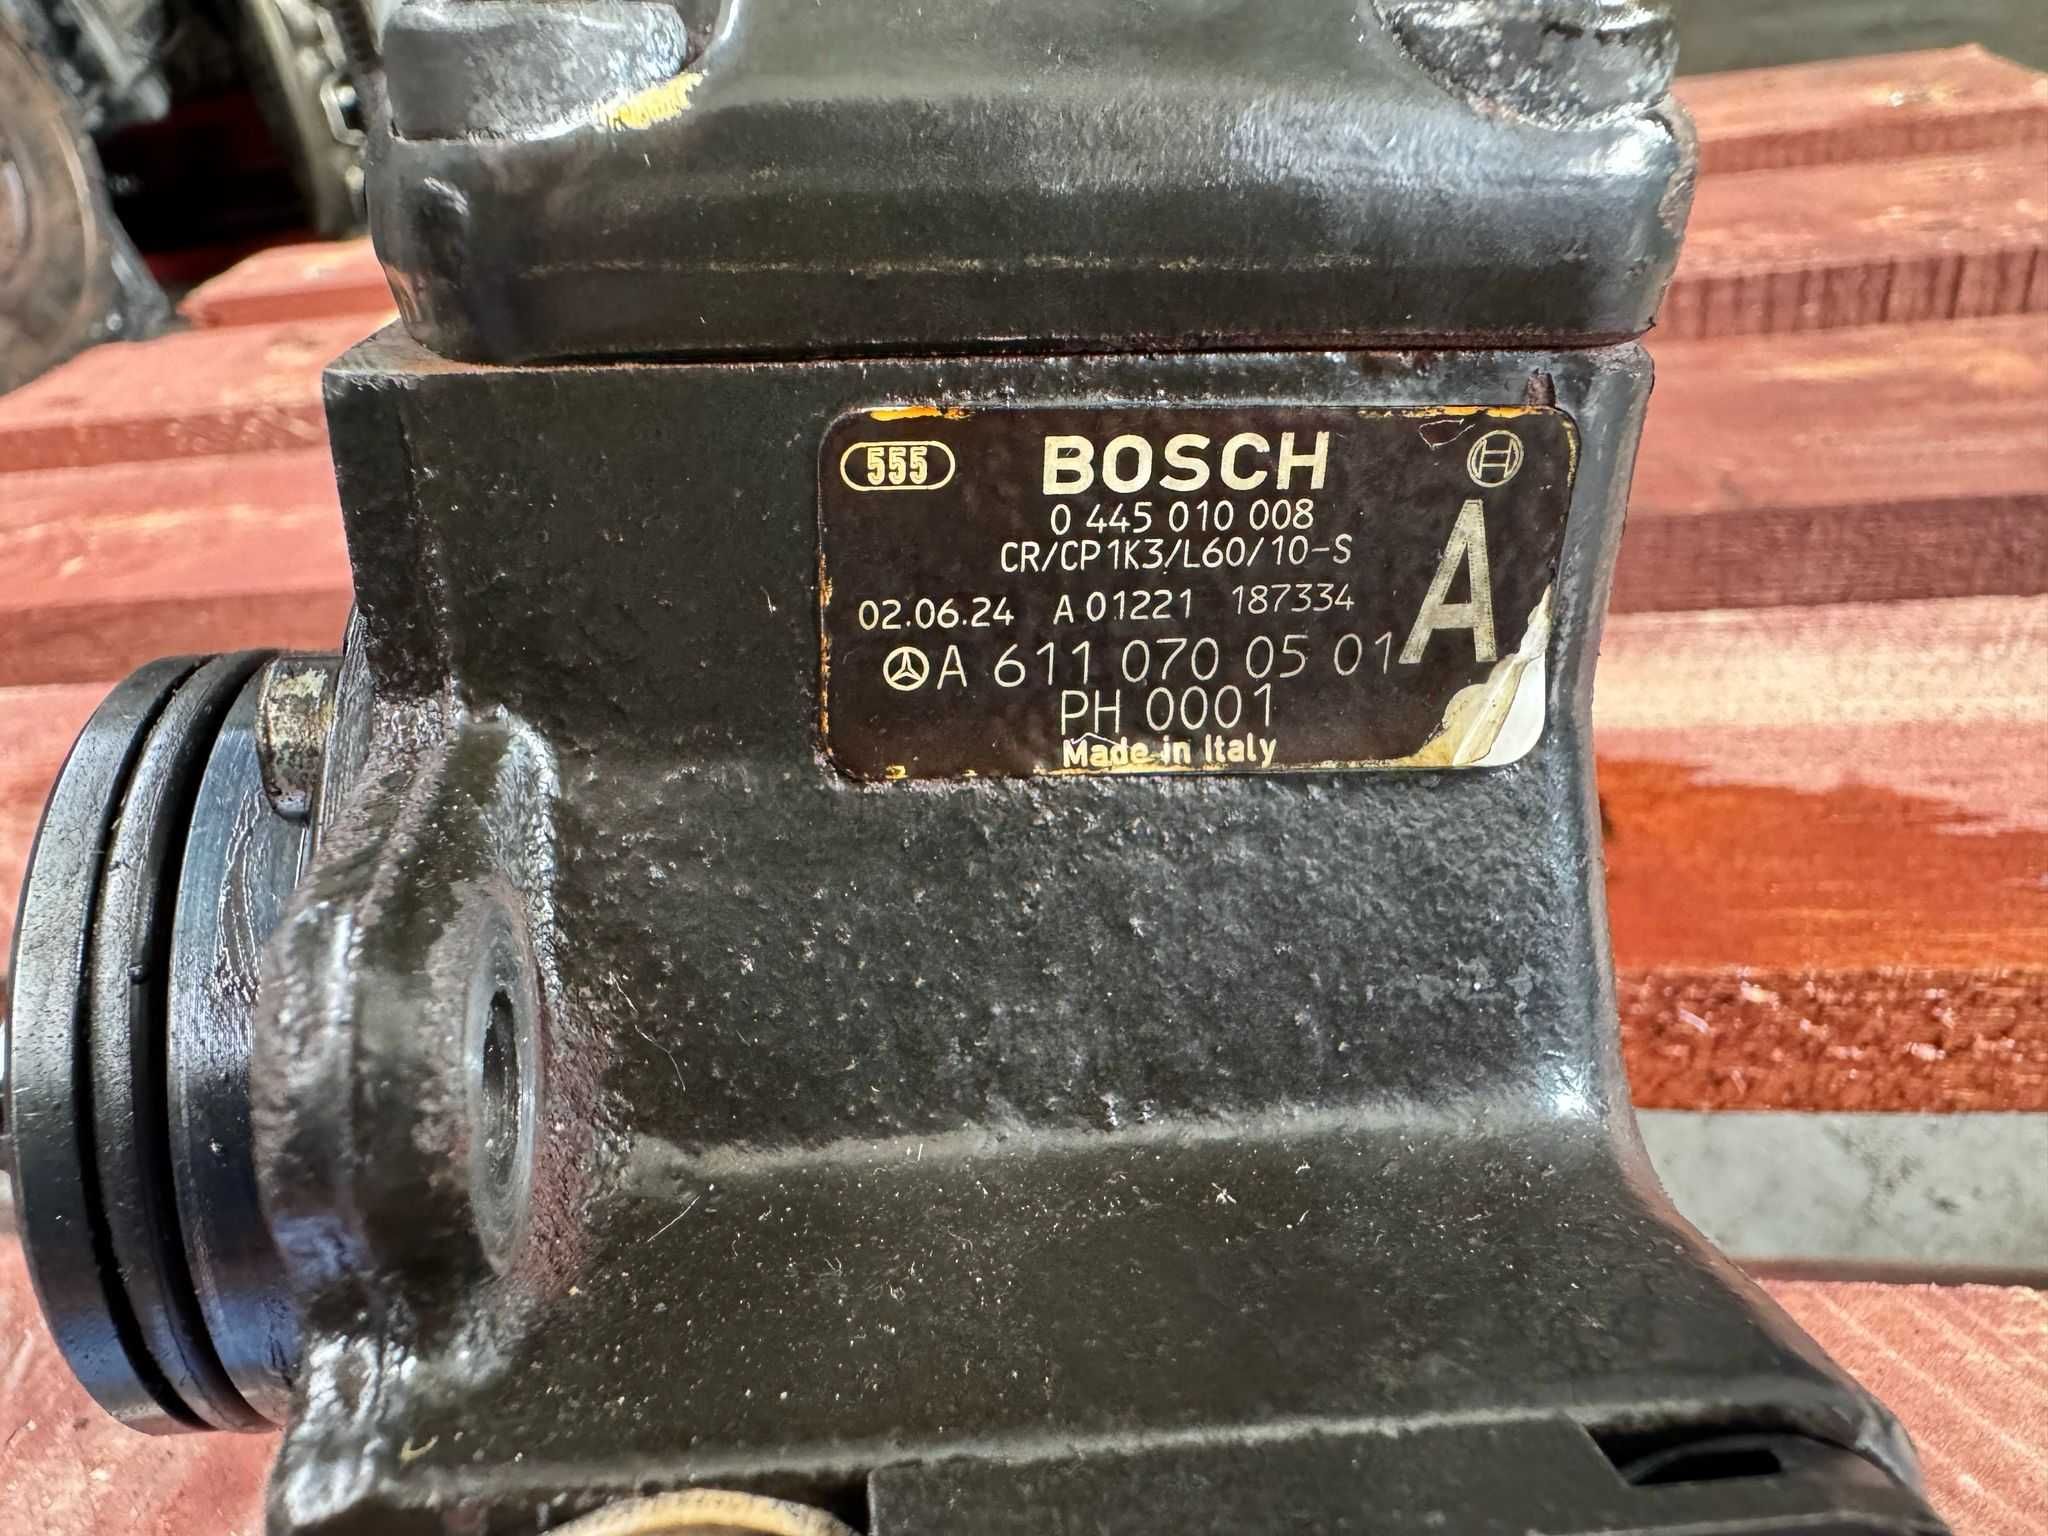 555 BOSCH
0 445 010 008
CR/CP1K3/L60/10-S
A
02.06.24 A 01221 187334
A 611 070 05 01
PH 0001
Made in Italy